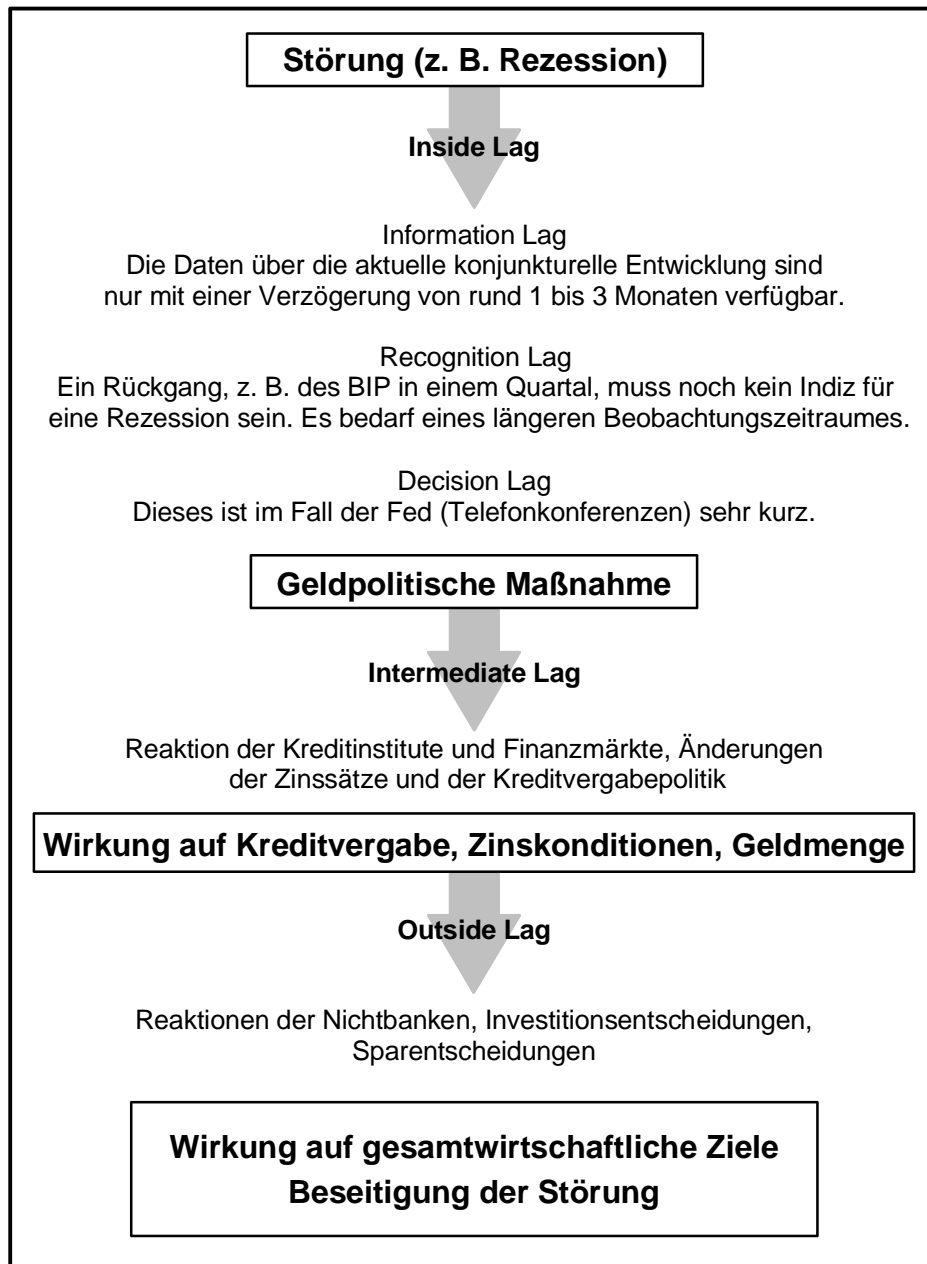 Störung (z. B. Rezession)
Inside Lag
Information Lag
Die Daten über die aktuelle konjunkturelle Entwicklung sind
nur mit einer Verzögerung von rund 1 bis 3 Monaten verfügbar.
Recognition Lag
Ein Rückgang, z. B. des BIP in einem Quartal, muss noch kein Indiz für
eine Rezession sein. Es bedarf eines längeren Beobachtungszeitraumes.
Decision Lag
Dieses ist im Fall der Fed (Telefonkonferenzen) sehr kurz.
Geldpolitische Maßnahme
Intermediate Lag
Reaktion der Kreditinstitute und Finanzmärkte, Änderungen
der Zinssätze und der Kreditvergabepolitik
Wirkung auf Kreditvergabe, Zinskonditionen, Geldmenge
Outside Lag
Reaktionen der Nichtbanken, Investitionsentscheidungen,
Sparentscheidungen
Wirkung auf gesamtwirtschaftliche Ziele
Beseitigung der Störung